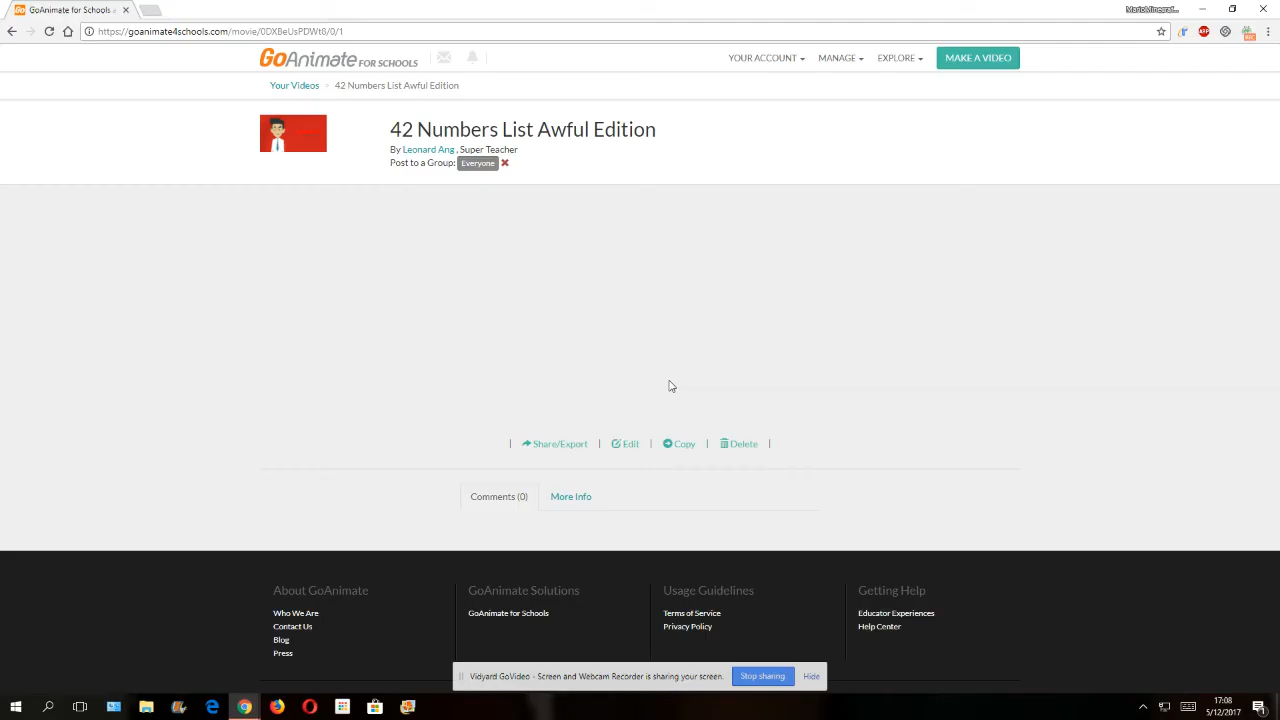 GoAnimate for Schools
https://goanimate4schools.com/movie/0DXBeUsPDWt8/0/1
GoAnimate FOR SCHOOLS
YOUR ACCOUNT
MANAGE
EXPLORE
MAKE A VIDEO
Your Videos
42 Numbers List Awful Edition
42 Numbers List Awful Edition
By Leonard Ang , Super Teacher
Post to a Group: Everyone
Share/Export | Edit | Copy | Delete
Comments (0)
More Info
About GoAnimate
Who We Are
Contact Us
Blog
Press
GoAnimate Solutions
GoAnimate for Schools
Usage Guidelines
Terms of Service
Privacy Policy
Getting Help
Educator Experiences
Help Center
Vidyard GoVideo - Screen and Webcam Recorder is sharing your screen.
Stop sharing
Hide
17:08
5/12/2017